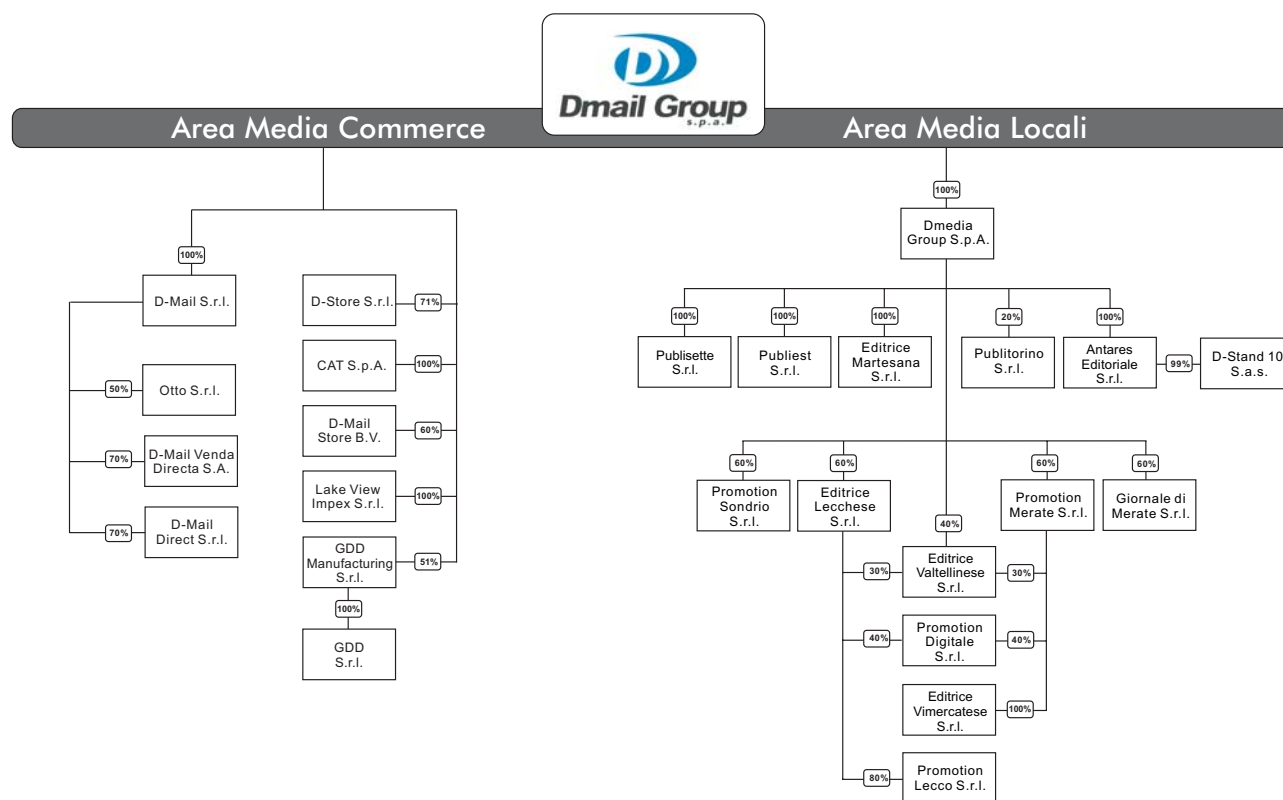 Dmail Group
s.p.a.
Area Media Commerce
Area Media Locali
100%
D-Mail S.r.l.
50%
Otto S.r.l.
70%
D-Mail Venda
Directa S.A.
70%
D-Mail
Direct S.r.l.
D-Store S.r.l.
71%
CAT S.p.A.
100%
D-Mail
Store B.V.
60%
Lake View
Impex S.r.l.
100%
GDD
Manufacturing
S.r.l.
51%
100%
GDD
S.r.l.
100%
Dmedia
Group S.p.A.
100%
100%
100%
20%
100%
Publisette
S.r.l.
Publiest
S.r.l.
Editrice
Martesana
S.r.l.
Publitorino
S.r.l.
Antares
Editoriale
S.r.l.
99%
D-Stand 10
S.a.s.
60%
60%
60%
60%
Promotion
Sondrio
S.r.l.
Editrice
Lecchese
S.r.l.
Promotion
Merate S.r.l.
Giornale di
Merate S.r.l.
40%
30%
Editrice
Valtellinese
S.r.l.
30%
40%
Promotion
Digitale
S.r.l.
40%
Editrice
Vimercatese
S.r.l.
100%
80%
Promotion
Lecco S.r.l.